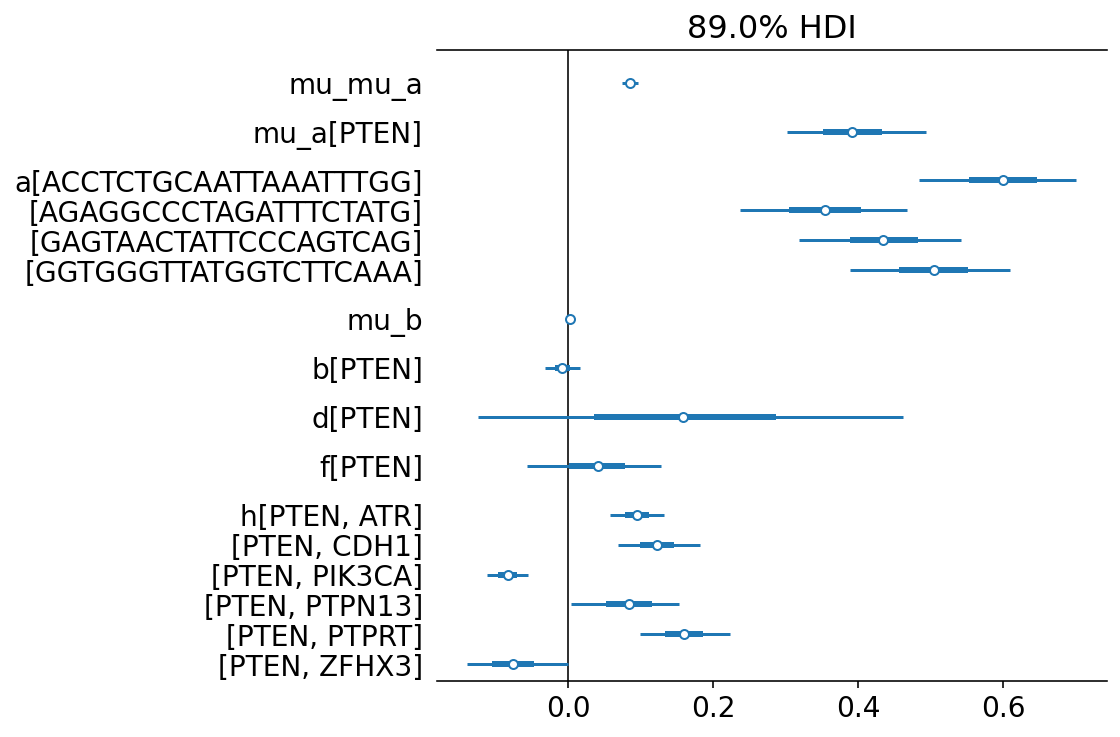 89.0% HDI
mu_mu_a
mu_a[PTEN]
a[ACCTCTGCAATTAAATTTGG]
[AGAGGCCCTAGATTTCTATG]
[GAGTAACTATTCCCAGTCAG]
[GGTGGGTTATGGTCTTCAAA]
mu_b
b[PTEN]
d[PTEN]
f[PTEN]
h[PTEN, ATR]
[PTEN, CDH1]
[PTEN, PIK3CA]
[PTEN, PTPN13]
[PTEN, PTPRT]
[PTEN, ZFHX3]
0.0 0.2 0.4 0.6